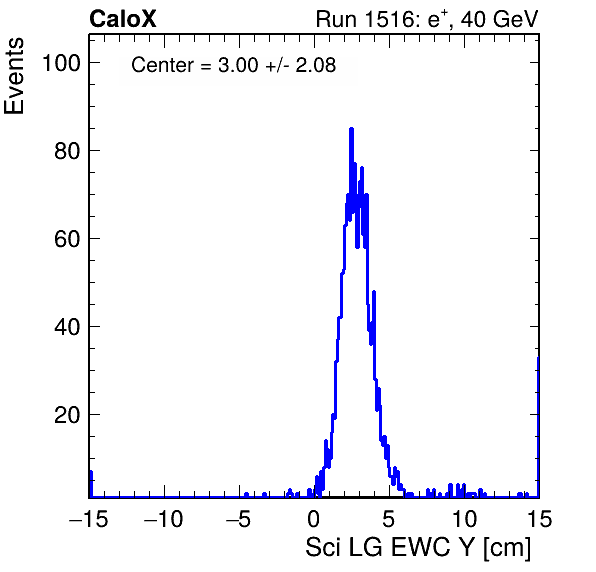 CaloX Run 1516: e⁺, 40 GeV
Events
Center = 3.00 +/- 2.08
100
80
60
40
20
−15 −10 −5 0 5 10 15
Sci LG EWC Y [cm]